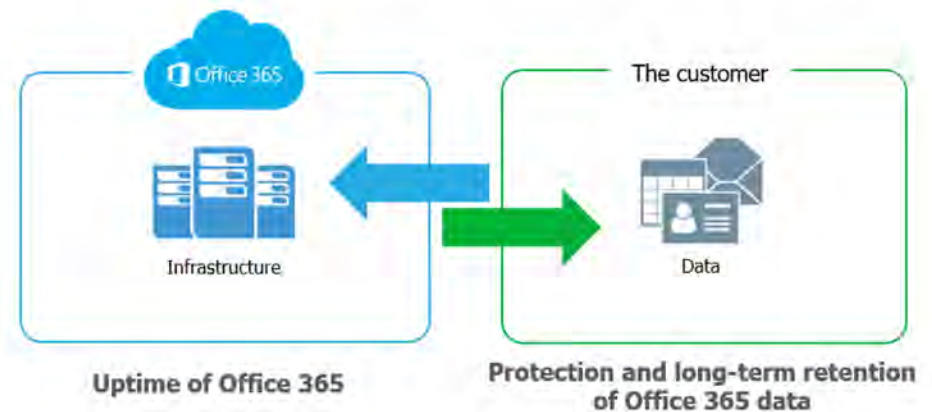 Office 365
The customer
Infrastructure
Data
Uptime of Office 365
Protection and long-term retention
of Office 365 data